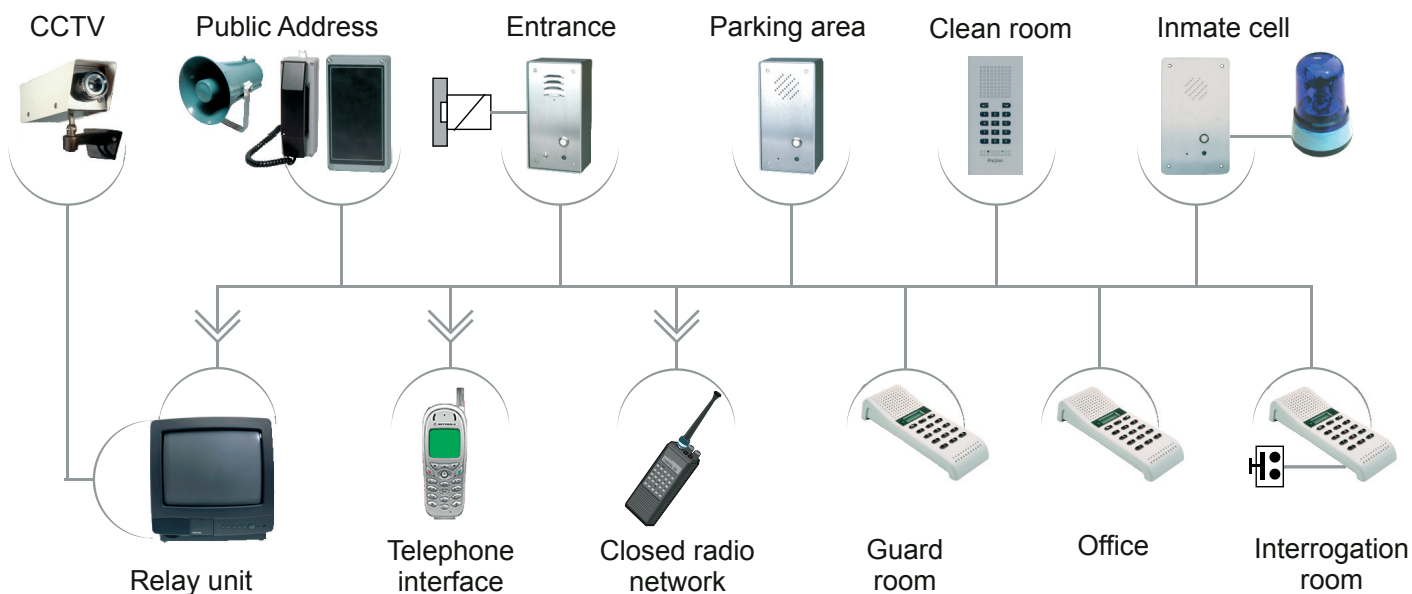 CCTV
Public Address
Entrance
Parking area
Clean room
Inmate cell
Relay unit
Telephone
interface
Closed radio
network
Guard
room
Office
Interrogation
room